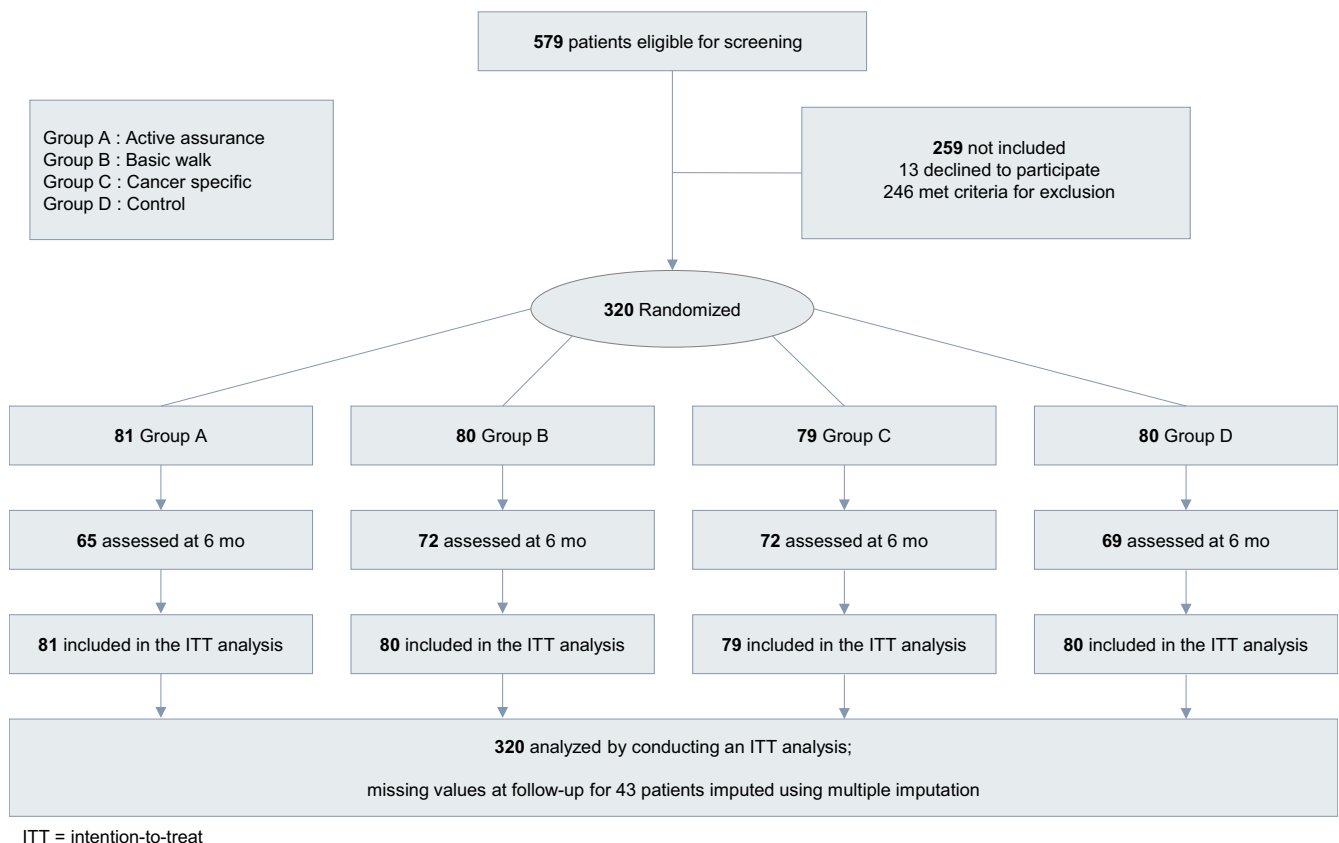 579 patients eligible for screening
Group A : Active assurance
Group B : Basic walk
Group C : Cancer specific
Group D : Control
259 not included
13 declined to participate
246 met criteria for exclusion
320 Randomized
81 Group A
80 Group B
79 Group C
80 Group D
65 assessed at 6 mo
72 assessed at 6 mo
72 assessed at 6 mo
69 assessed at 6 mo
81 included in the ITT analysis
80 included in the ITT analysis
79 included in the ITT analysis
80 included in the ITT analysis
320 analyzed by conducting an ITT analysis;
missing values at follow-up for 43 patients imputed using multiple imputation
ITT = intention-to-treat